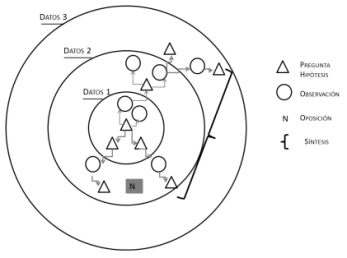 DATOS 3
DATOS 2
DATOS 1
N
PREGUNTA
HIPÓTESIS
OBSERVACIÓN
N OPOSICIÓN
SÍNTESIS